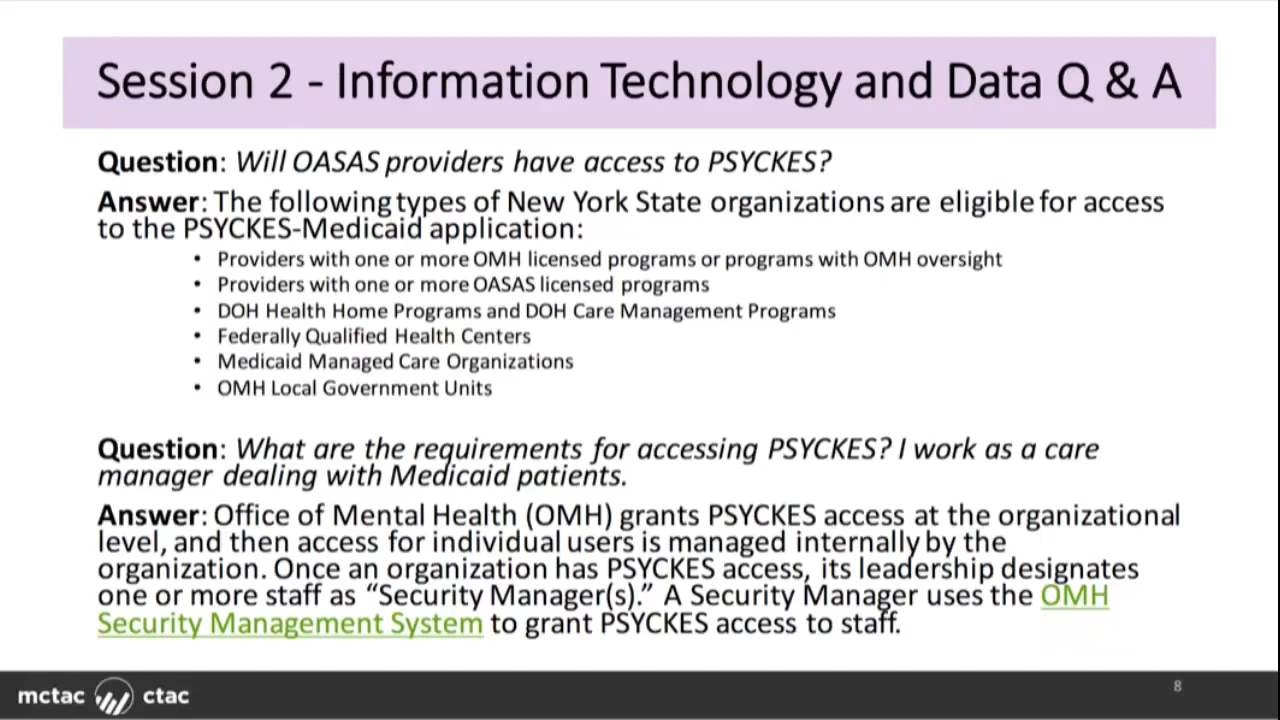 Session 2 - Information Technology and Data Q & A
Question: Will OASAS providers have access to PSYCKES?
Answer: The following types of New York State organizations are eligible for access
to the PSYCKES-Medicaid application:
• Providers with one or more OMH licensed programs or programs with OMH oversight
• Providers with one or more OASAS licensed programs
• DOH Health Home Programs and DOH Care Management Programs
• Federally Qualified Health Centers
• Medicaid Managed Care Organizations
• OMH Local Government Units
Question: What are the requirements for accessing PSYCKES? I work as a care
manager dealing with Medicaid patients.
Answer: Office of Mental Health (OMH) grants PSYCKES access at the organizational
level, and then access for individual users is managed internally by the
organization. Once an organization has PSYCKES access, its leadership designates
one or more staff as “Security Manager(s).” A Security Manager uses the OMH
Security Management System to grant PSYCKES access to staff.
mctac ctac
8